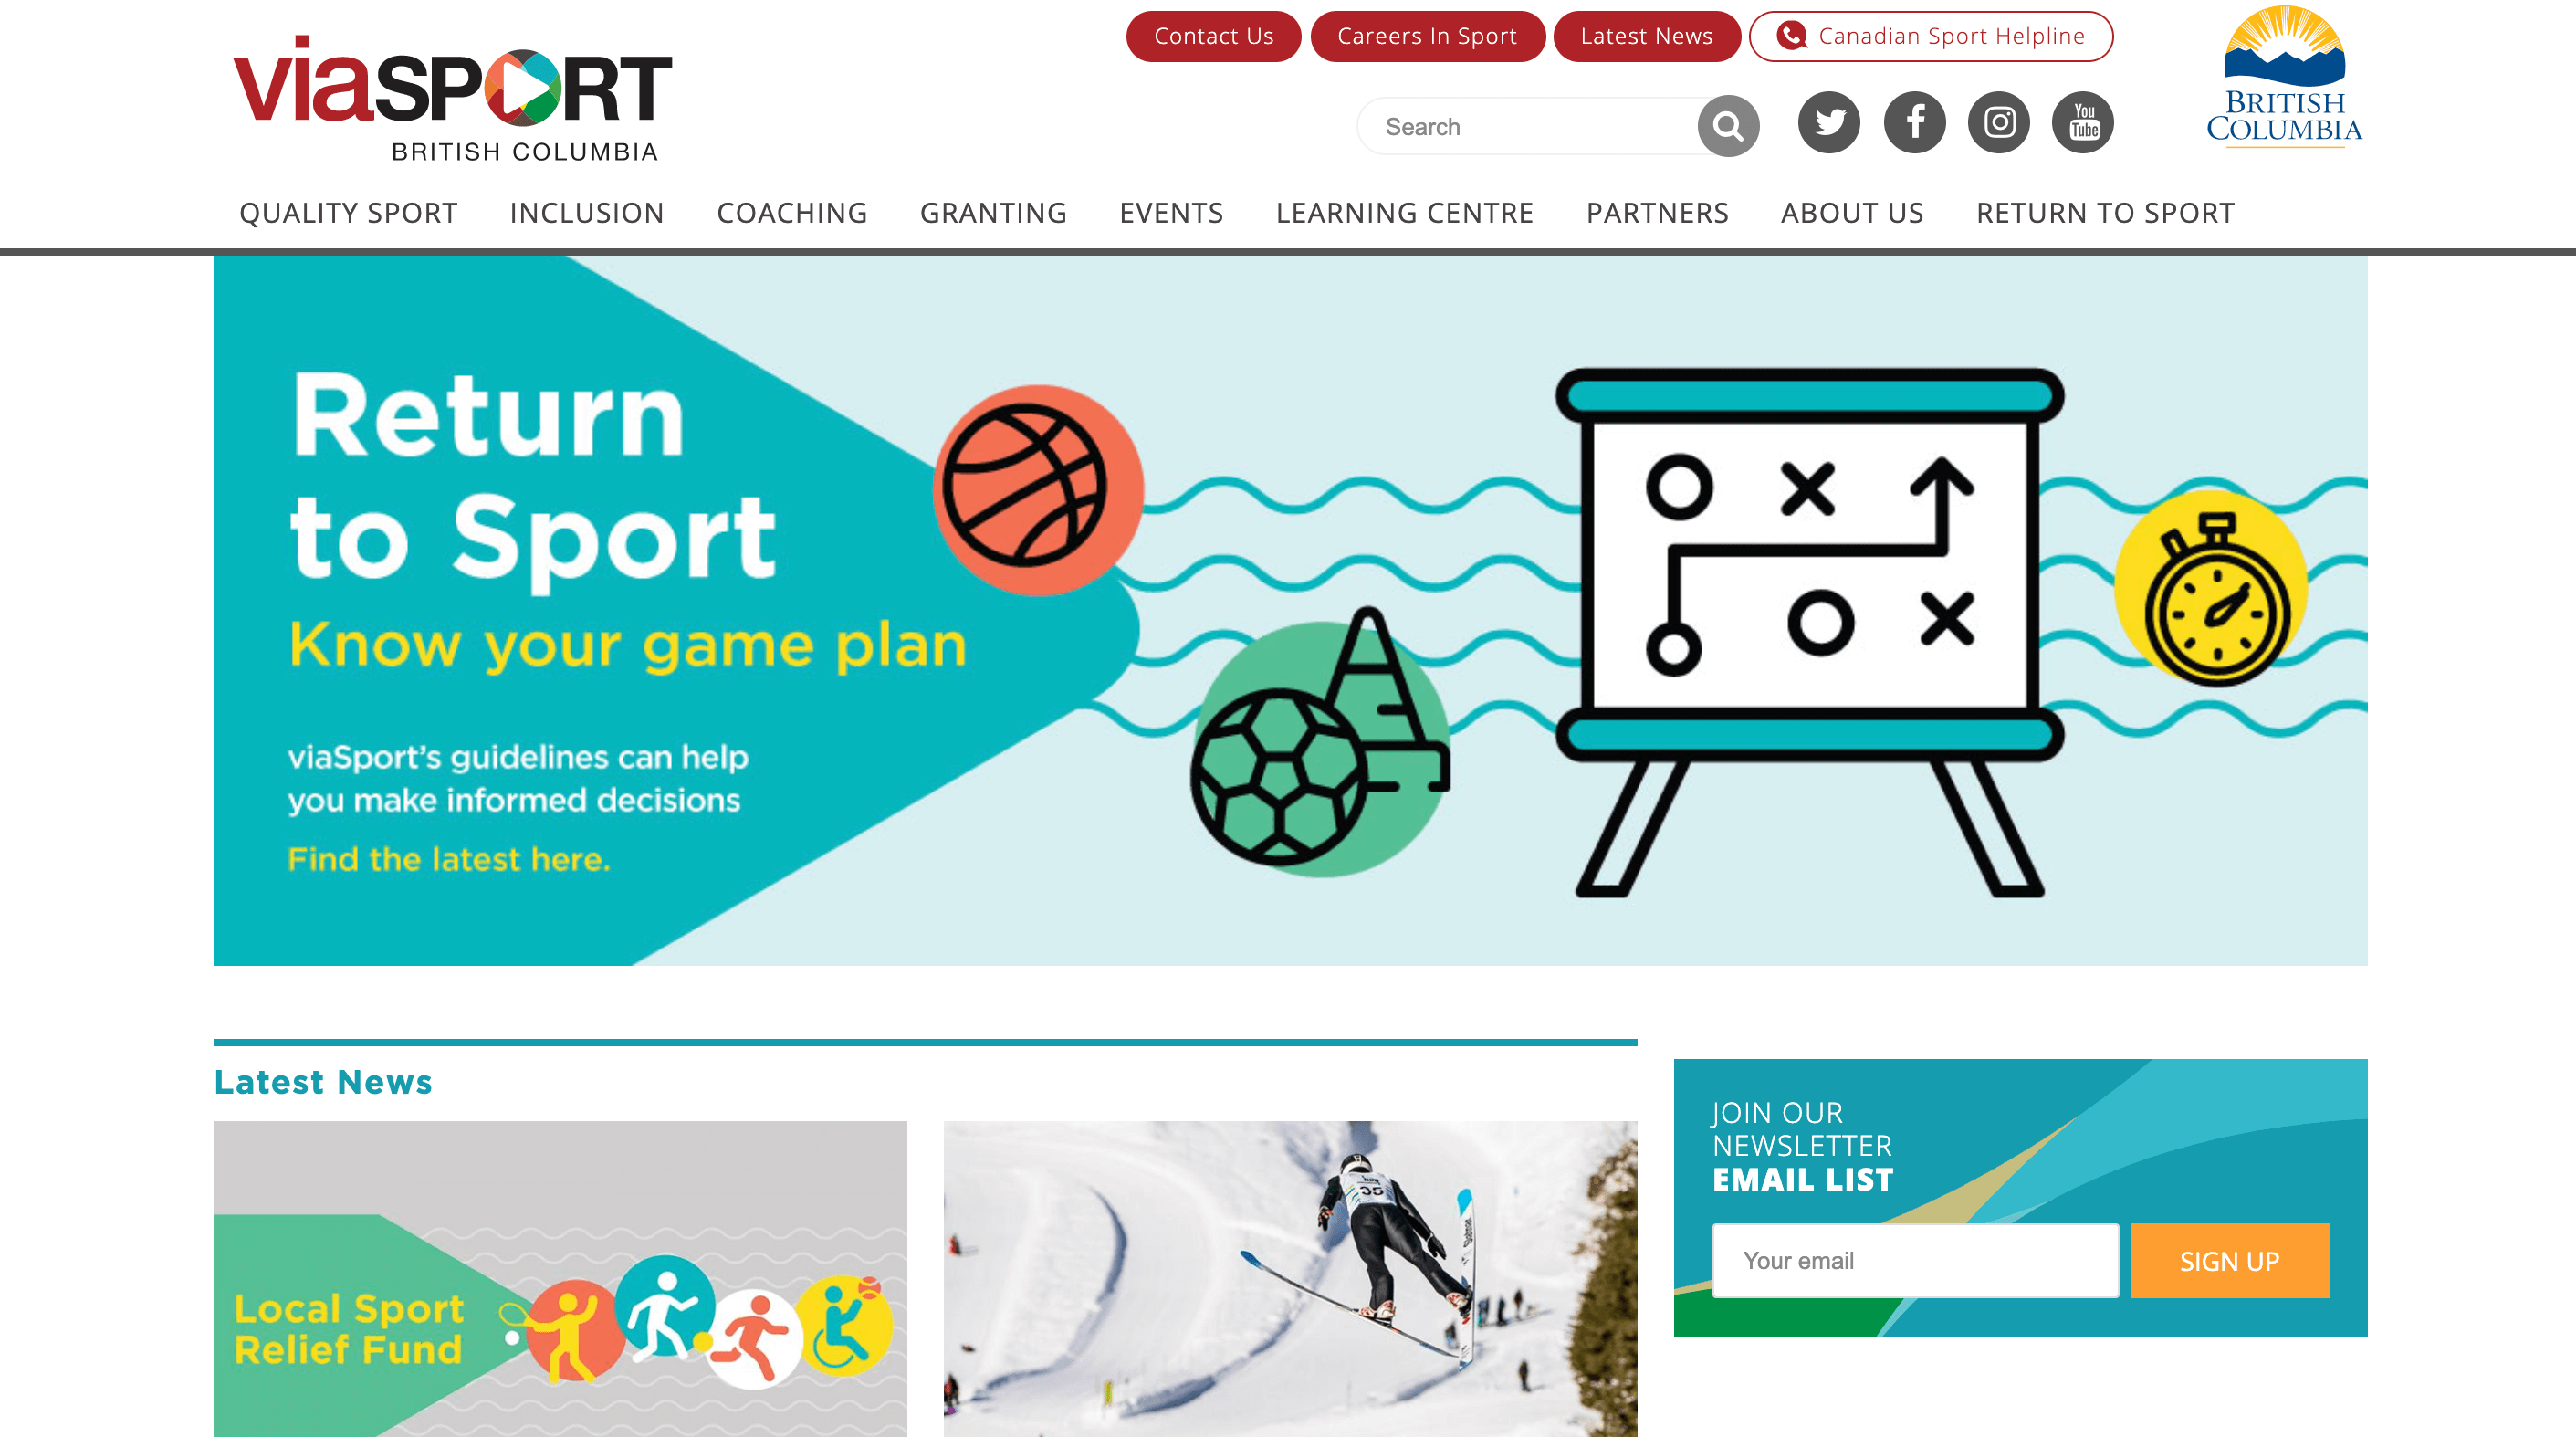 Contact Us
Careers In Sport
Latest News
Canadian Sport Helpline
viaSPORT
BRITISH COLUMBIA
Search
You
Tube
BRITISH
COLUMBIA
QUALITY SPORT
INCLUSION
COACHING
GRANTING
EVENTS
LEARNING CENTRE
PARTNERS
ABOUT US
RETURN TO SPORT
Return
to Sport
Know your game plan
viaSport's guidelines can help
you make informed decisions
Find the latest here.
Latest News
Local Sport
Relief Fund
35
JOIN OUR
NEWSLETTER
EMAIL LIST
Your email
SIGN UP